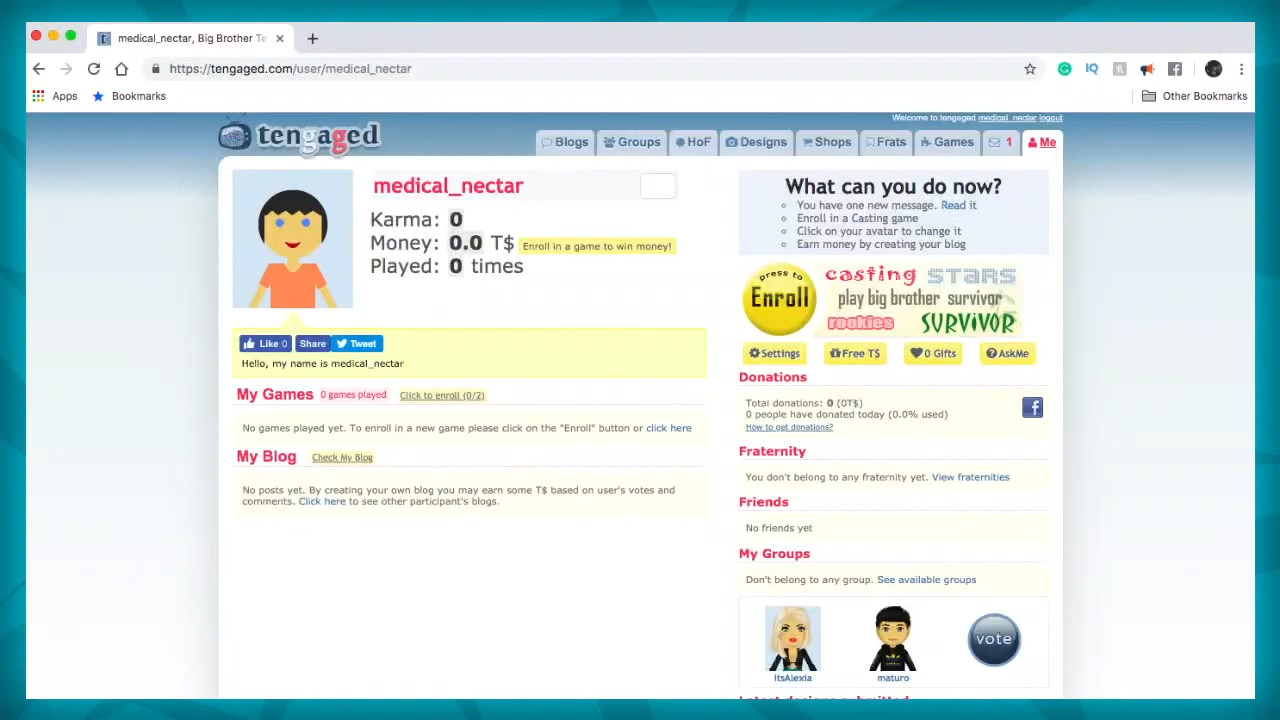 medical_nectar, Big Brother Te
https://tengaged.com/user/medical_nectar
IQ
Apps
Bookmarks
Other Bookmarks
Welcome to tengaged medical_nectar logout
tengaged
Blogs
Groups
HoF
Designs
Shops
Frats
Games
1
Me
medical_nectar
Karma: 0
Money: 0.0 T$ Enroll in a game to win money!
Played: 0 times
Like 0
Share
Tweet
Hello, my name is medical_nectar
My Games 0 games played Click to enroll (0/2)
No games played yet. To enroll in a new game please click on the "Enroll" button or click here
My Blog Check My Blog
No posts yet. By creating your own blog you may earn some T$ based on user's votes and
comments. Click here to see other participant's blogs.
What can you do now?
You have one new message. Read it
Enroll in a Casting game
Click on your avatar to change it
Earn money by creating your blog
press to
Enroll
casting STARS
play big brother survivor
rookies SURVIVOR
Settings
Free T$
0 Gifts
AskMe
Donations
Total donations: 0 (0T$)
0 people have donated today (0.0% used)
How to get donations?
Fraternity
You don't belong to any fraternity yet. View fraternities
Friends
No friends yet
My Groups
Don't belong to any group. See available groups
ItsAlexia
maturo
vote
Latest designs submitted